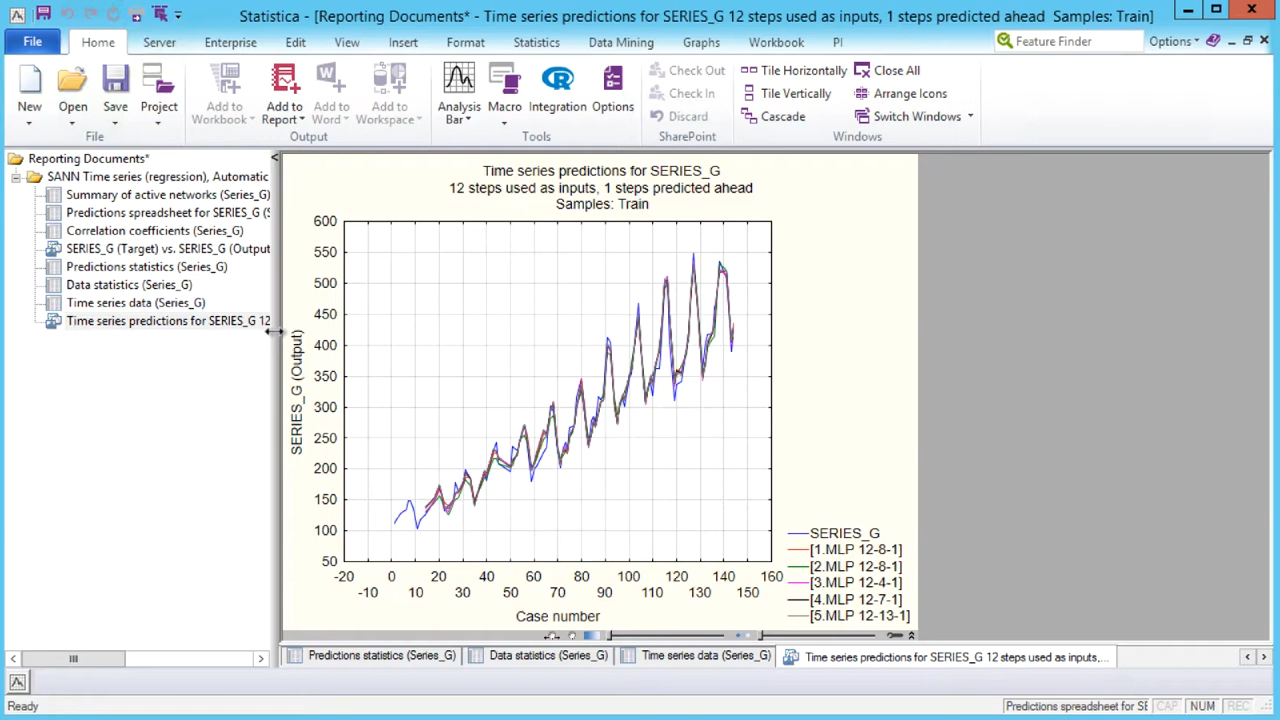 Statistica - [Reporting Documents* - Time series predictions for SERIES_G 12 steps used as inputs, 1 steps predicted ahead Samples: Train]
File Home Server Enterprise Edit View Insert Format Statistics Data Mining Graphs Workbook PI Feature Finder Options
New Open Save Project
File
Add to Workbook Add to Report Add to Word Add to Workspace
Output
Analysis Bar Macro Integration Options
Tools
Check Out
Check In
Discard
SharePoint
Tile Horizontally Close All
Tile Vertically Arrange Icons
Cascade Switch Windows
Windows
Reporting Documents*
SANN Time series (regression), Automatic
Summary of active networks (Series_G)
Predictions spreadsheet for SERIES_G (S
Correlation coefficients (Series_G)
SERIES_G (Target) vs. SERIES_G (Output
Predictions statistics (Series_G)
Data statistics (Series_G)
Time series data (Series_G)
Time series predictions for SERIES_G 12
Time series predictions for SERIES_G
12 steps used as inputs, 1 steps predicted ahead
Samples: Train
SERIES_G (Output)
600
550
500
450
400
350
300
250
200
150
100
50
-20 0 20 40 60 80 100 120 140 160
-10 10 30 50 70 90 110 130 150
Case number
SERIES_G
[1.MLP 12-8-1]
[2.MLP 12-8-1]
[3.MLP 12-4-1]
[4.MLP 12-7-1]
[5.MLP 12-13-1]
Predictions statistics (Series_G) Data statistics (Series_G) Time series data (Series_G) Time series predictions for SERIES_G 12 steps used as inputs,...
Ready Predictions spreadsheet for SE CAP NUM REC